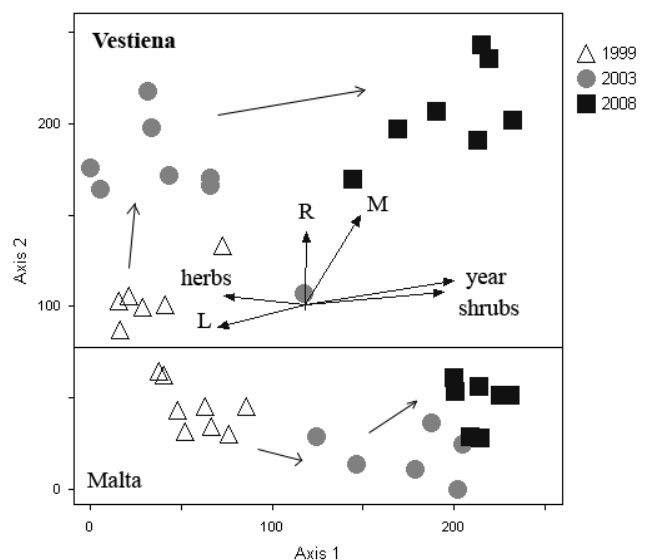 Vestiena
1999
2003
2008
200
R
M
herbs
year
shrubs
L
100
Axis 2
Malta
0
0
100
200
Axis 1